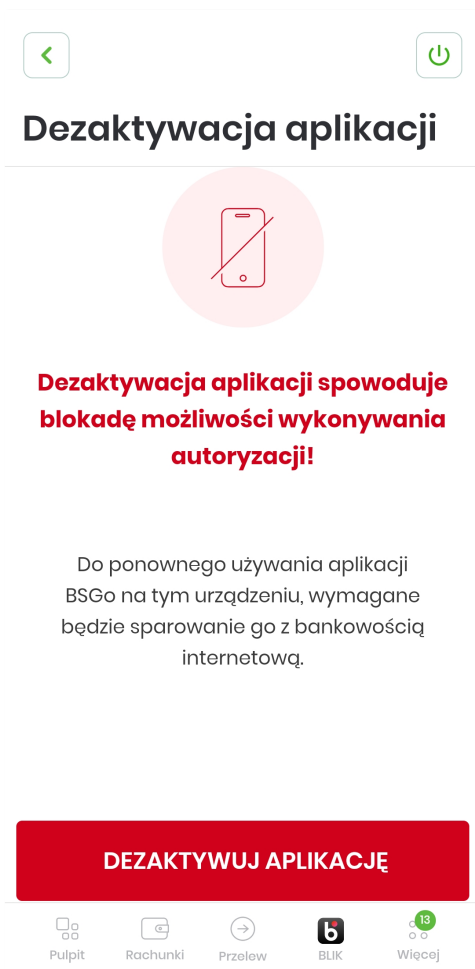 Dezaktywacja aplikacji
Dezaktywacja aplikacji spowoduje
blokadę możliwości wykonywania
autoryzacji!
Do ponownego używania aplikacji
BSGo na tym urządzeniu, wymagane
będzie sparowanie go z bankowością
internetową.
DEZAKTYWUJ APLIKACJĘ
13
Pulpit Rachunki Przelew BLIK Więcej